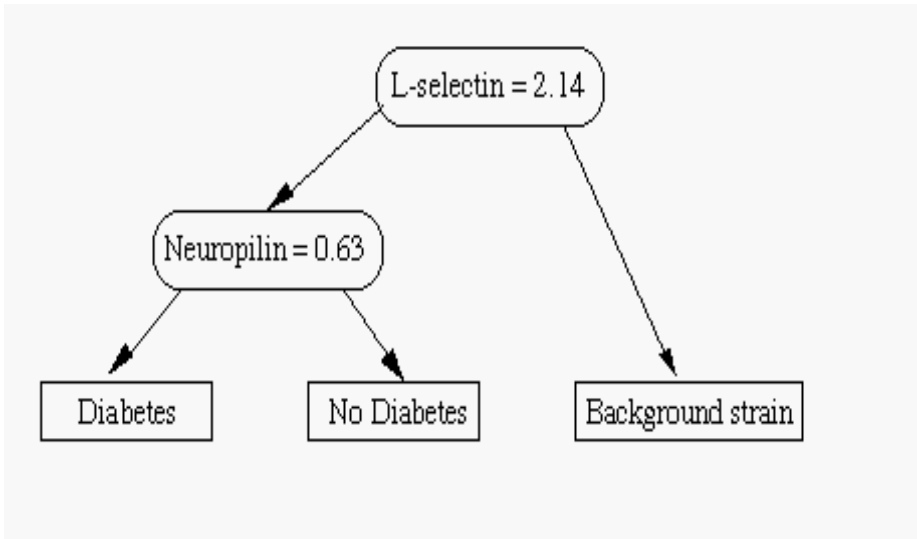 L-selectin = 2.14
Neuropilin = 0.63
Diabetes
No Diabetes
Background strain